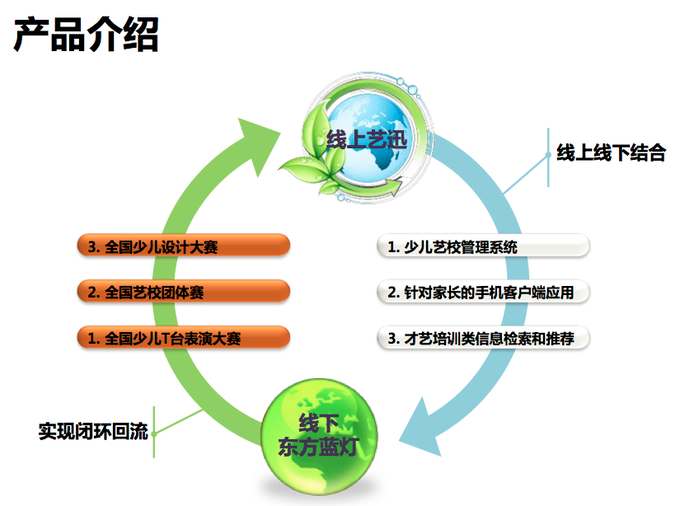 产品介绍
线上艺迅
线上线下结合
3. 全国少儿设计大赛
2. 全国艺校团体赛
1. 全国少儿T台表演大赛
1. 少儿艺校管理系统
2. 针对家长的手机客户端应用
3. 才艺培训类信息检索和推荐
实现闭环回流
线下
东方蓝灯